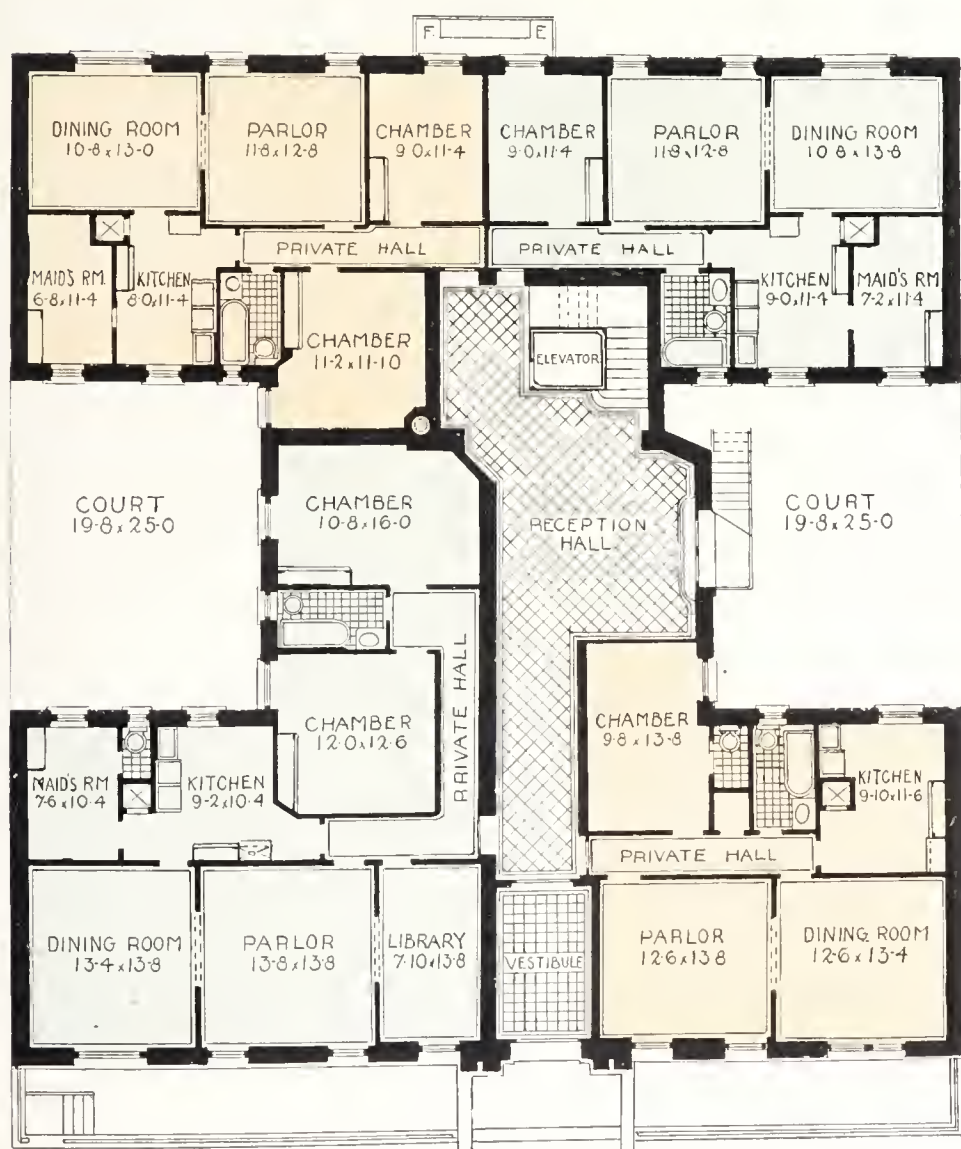 F. E
DINING ROOM
10-8 x 13-0
PARLOR
11-8 x 12-8
CHAMBER
9-0 x 11-4
CHAMBER
9-0 x 11-4
PARLOR
11-8 x 12-8
DINING ROOM
10-8 x 13-8
PRIVATE HALL
PRIVATE HALL
MAID'S RM.
6-8 x 11-4
KITCHEN
8-0 x 11-4
CHAMBER
11-2 x 11-10
ELEVATOR
KITCHEN
9-0 x 11-4
MAID'S RM.
7-2 x 11-4
COURT
19-8 x 25-0
CHAMBER
10-8 x 16-0
RECEPTION
HALL
COURT
19-8 x 25-0
PRIVATE HALL
CHAMBER
12-0 x 12-6
CHAMBER
9-8 x 13-8
MAID'S RM
7-6 x 10-4
KITCHEN
9-2 x 10-4
KITCHEN
9-10 x 11-6
PRIVATE HALL
DINING ROOM
13-4 x 13-8
PARLOR
13-8 x 13-8
LIBRARY
7-10 x 13-8
VESTIBULE
PARLOR
12-6 x 13-8
DINING ROOM
12-6 x 13-4